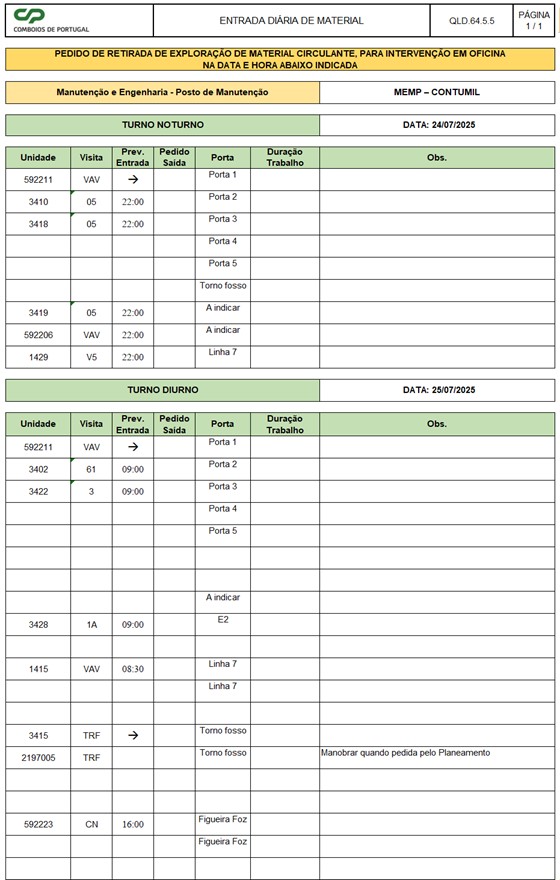 CP
COMBOIOS DE PORTUGAL
ENTRADA DIÁRIA DE MATERIAL
QLD.64.5.5
PÁGINA
1 / 1
PEDIDO DE RETIRADA DE EXPLORAÇÃO DE MATERIAL CIRCULANTE, PARA INTERVENÇÃO EM OFICINA
NA DATA E HORA ABAIXO INDICADA
Manutenção e Engenharia - Posto de Manutenção MEMP – CONTUMIL
TURNO NOTURNO DATA: 24/07/2025
Unidade Visita Prev. Entrada Pedido Saída Porta Duração Trabalho Obs.
592211 VAV → Porta 1
3410 05 22:00 Porta 2
3418 05 22:00 Porta 3
Porta 4
Porta 5
Torno fosso
3419 05 22:00 A indicar
592206 VAV 22:00 A indicar
1429 V5 22:00 Linha 7
TURNO DIURNO DATA: 25/07/2025
Unidade Visita Prev. Entrada Pedido Saída Porta Duração Trabalho Obs.
592211 VAV → Porta 1
3402 61 09:00 Porta 2
3422 3 09:00 Porta 3
Porta 4
Porta 5
A indicar
3428 1A 09:00 E2
1415 VAV 08:30 Linha 7
Linha 7
3415 TRF → Torno fosso
2197005 TRF Torno fosso Manobrar quando pedida pelo Planeamento
592223 CN 16:00 Figueira Foz
Figueira Foz